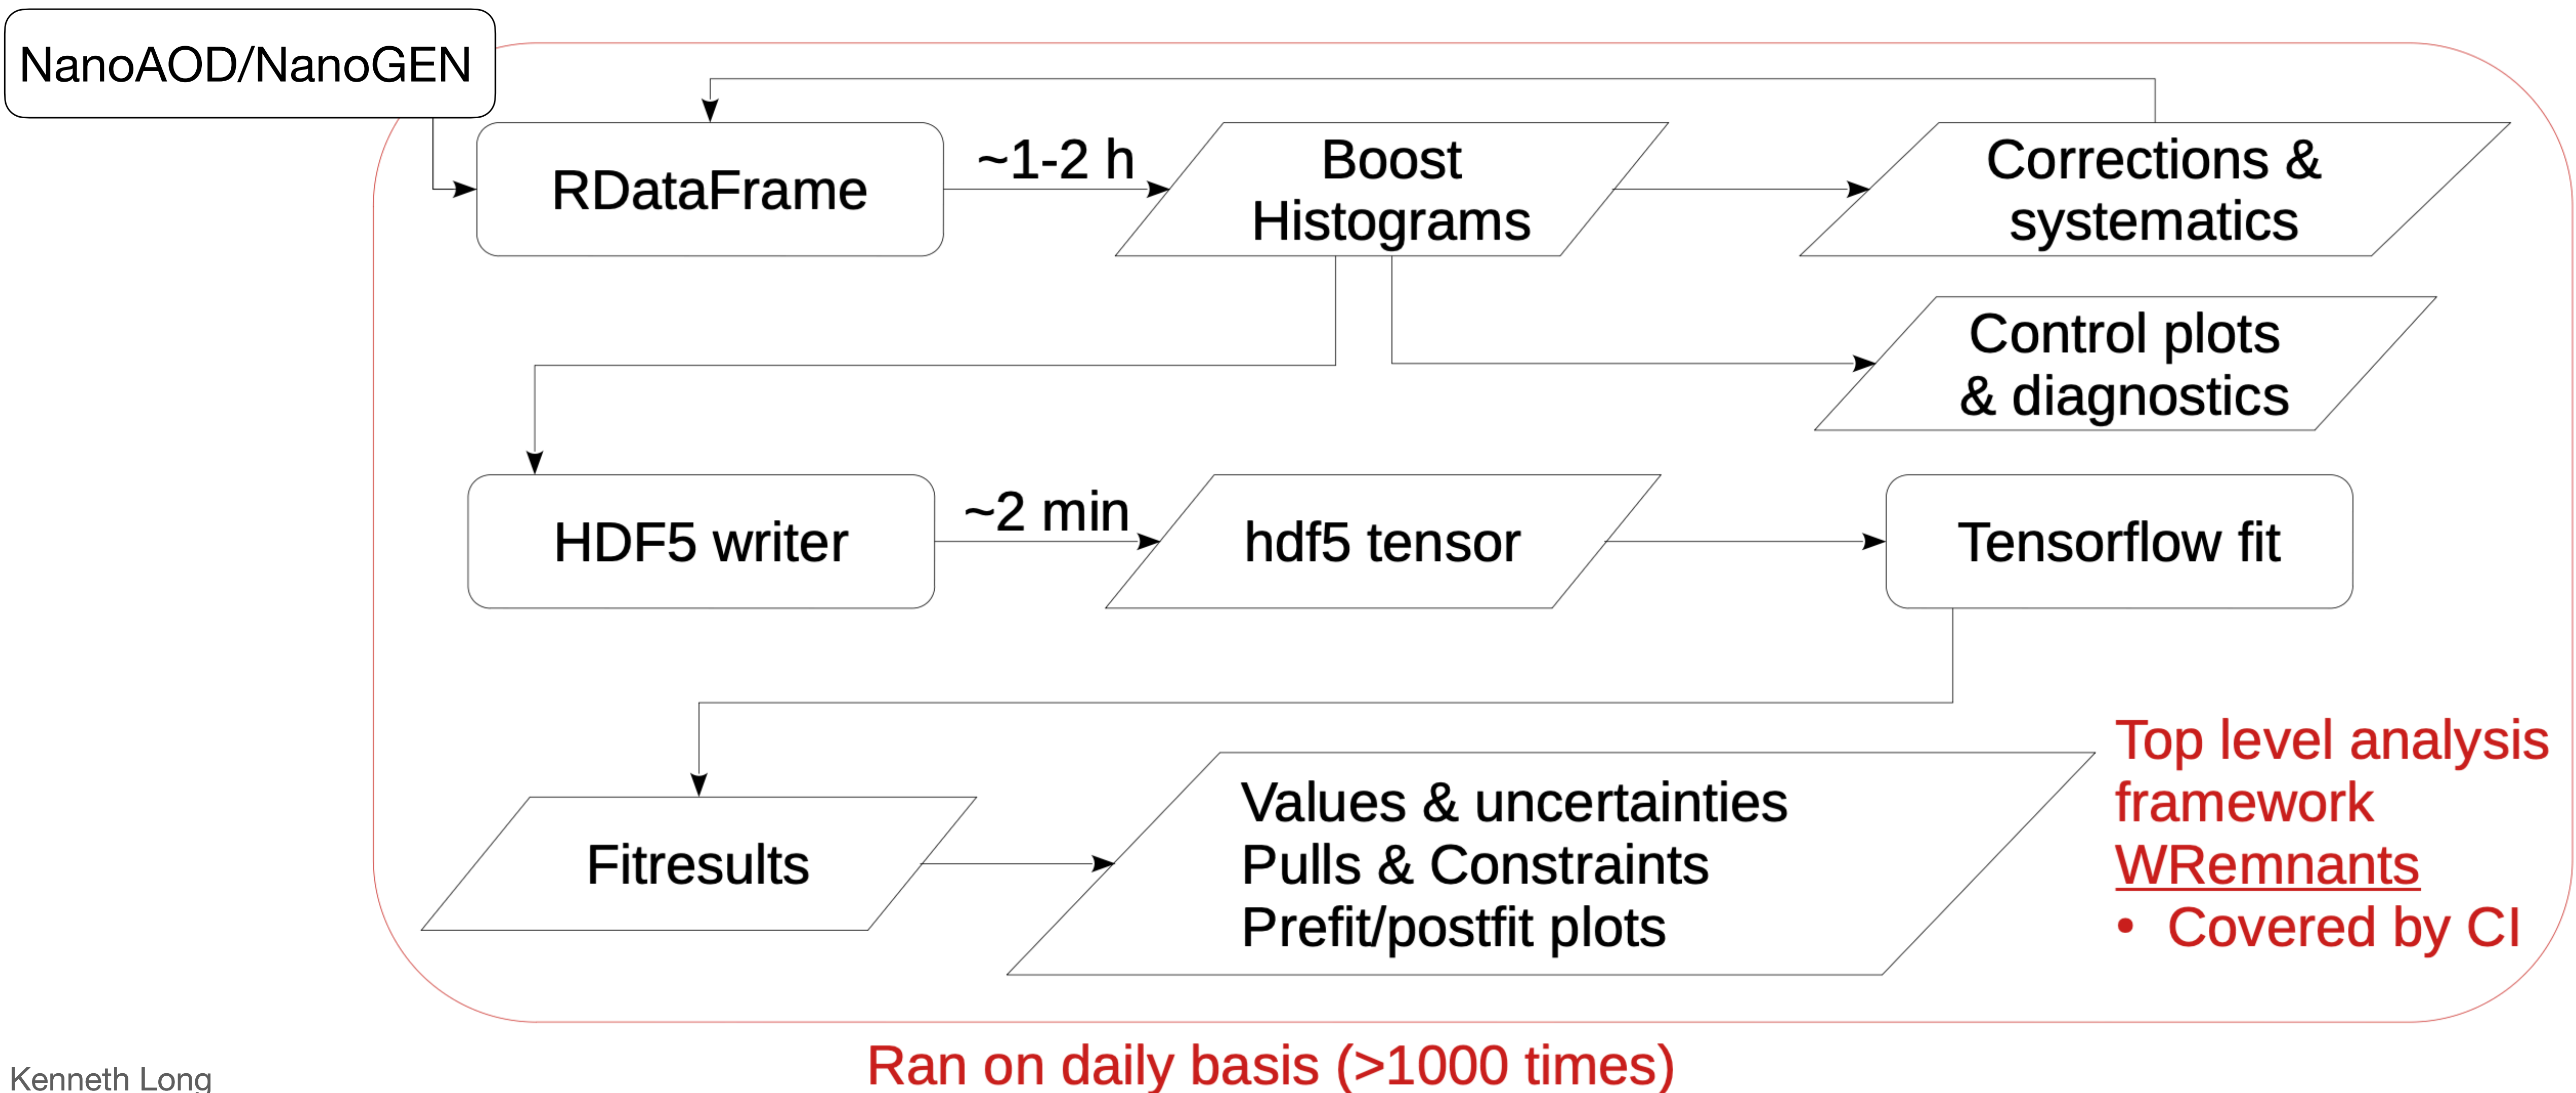 NanoAOD/NanoGEN
RDataFrame
~1-2 h
Boost
Histograms
Corrections &
systematics
Control plots
& diagnostics
HDF5 writer
~2 min
hdf5 tensor
Tensorflow fit
Fitresults
Values & uncertainties
Pulls & Constraints
Prefit/postfit plots
Top level analysis
framework
WRemnants
• Covered by CI
Ran on daily basis (>1000 times)
Kenneth Long